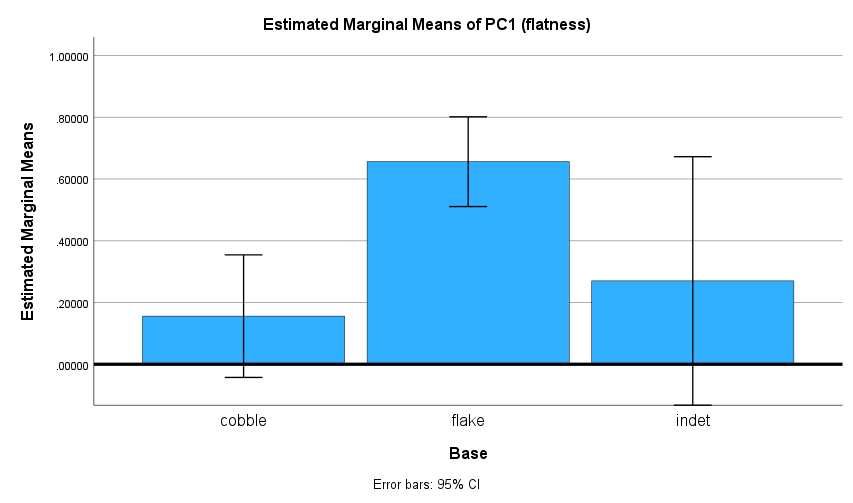 Estimated Marginal Means of PC1 (flatness)
Estimated Marginal Means
1.00000
.80000
.60000
.40000
.20000
.00000
cobble
flake
indet
Base
Error bars: 95% CI